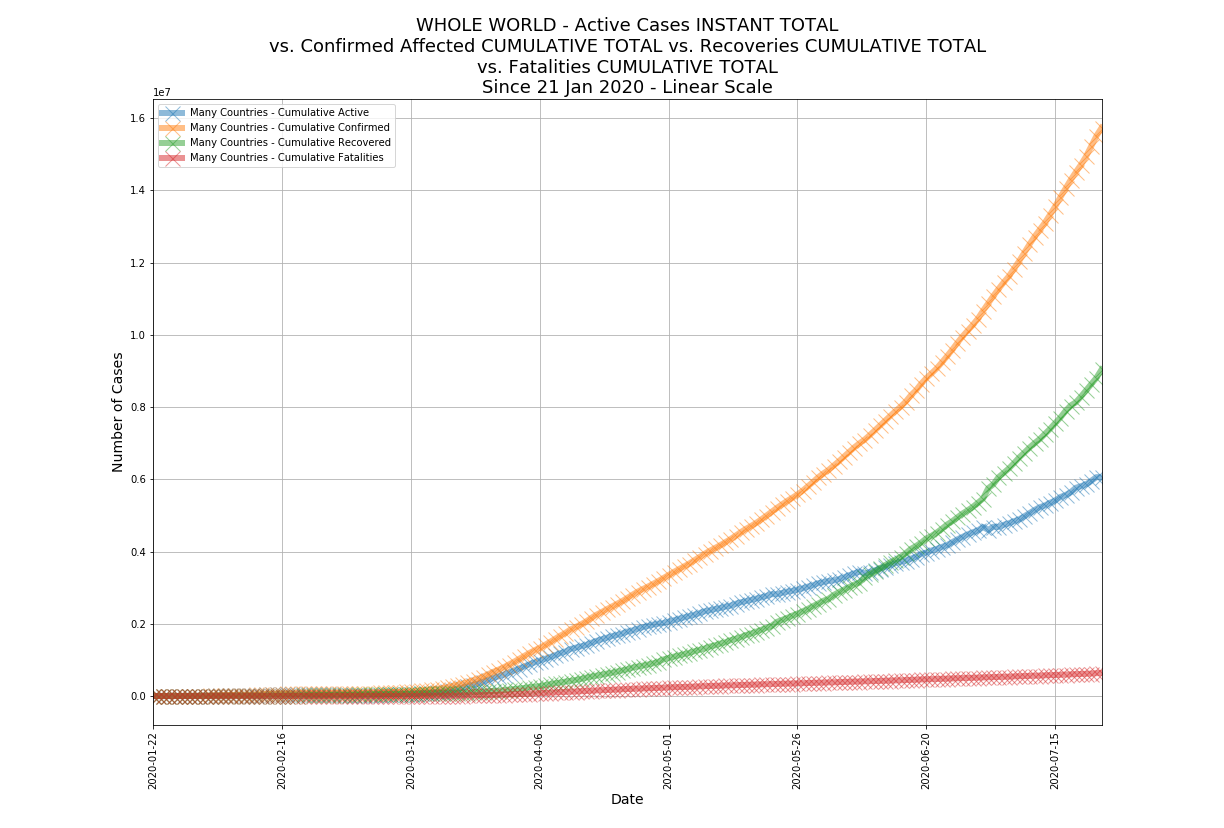 WHOLE WORLD - Active Cases INSTANT TOTAL
vs. Confirmed Affected CUMULATIVE TOTAL vs. Recoveries CUMULATIVE TOTAL
vs. Fatalities CUMULATIVE TOTAL
Since 21 Jan 2020 - Linear Scale
1e7
Many Countries - Cumulative Active
Many Countries - Cumulative Confirmed
Many Countries - Cumulative Recovered
Many Countries - Cumulative Fatalities
1.6
1.4
1.2
1.0
0.8
0.6
0.4
0.2
0.0
Number of Cases
2020-01-22
2020-02-16
2020-03-12
2020-04-06
2020-05-01
2020-05-26
2020-06-20
2020-07-15
Date